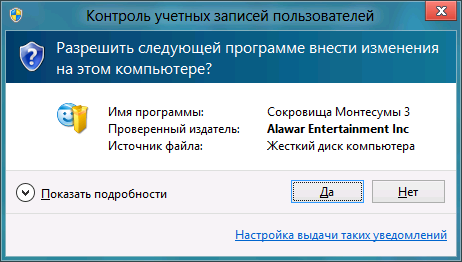 Контроль учетных записей пользователей
Разрешить следующей программе внести изменения
на этом компьютере?
Имя программы: Сокровища Монтесумы 3
Проверенный издатель: Alawar Entertainment Inc
Источник файла: Жесткий диск компьютера
Показать подробности Да Нет
Настройка выдачи таких уведомлений